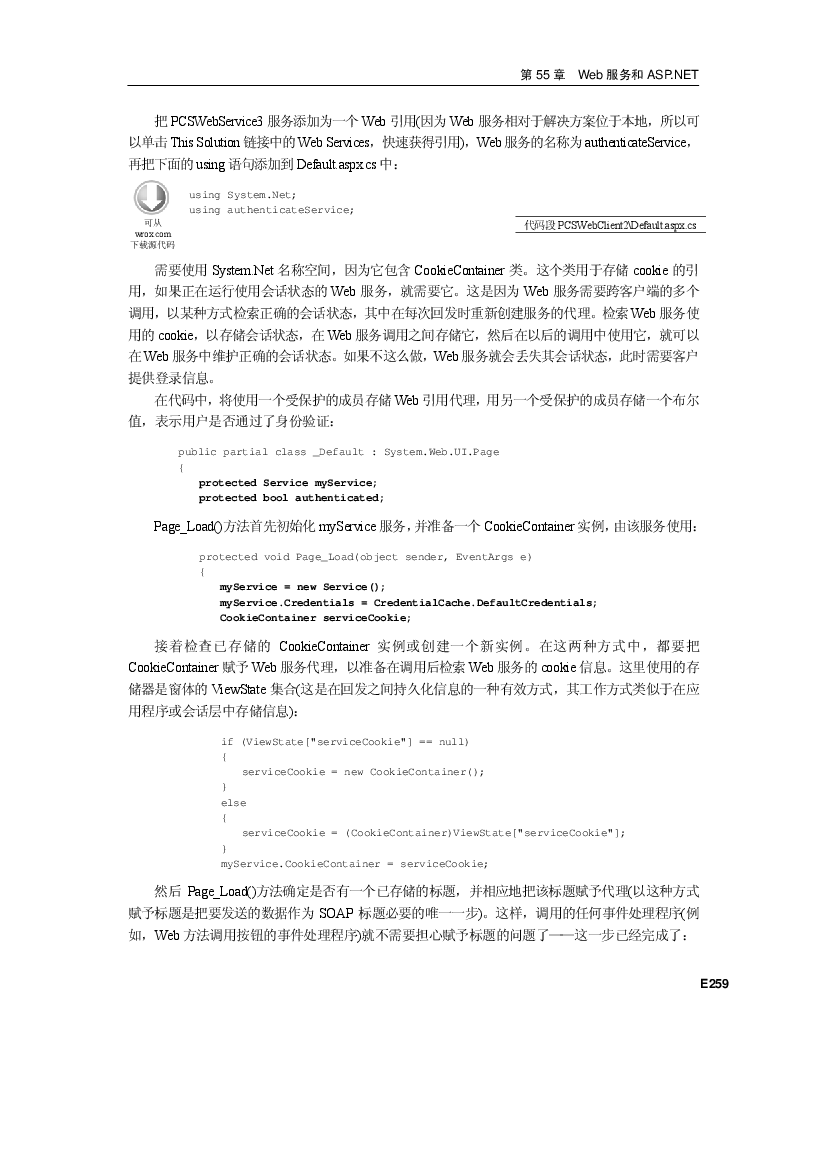 第 55 章 Web 服务和 ASP.NET
把 PCSWebService3 服务添加为一个 Web 引用(因为 Web 服务相对于解决方案位于本地，所以可
以单击 This Solution 链接中的 Web Services，快速获得引用)，Web 服务的名称为 authenticateService，
再把下面的 using 语句添加到 Default.aspx.cs 中：
using System.Net;
using authenticateService;
可从
wrox.com
下载源代码
代码段 PCSWebClient2\Default.aspx.cs
需要使用 System.Net 名称空间，因为它包含 CookieContainer 类。这个类用于存储 cookie 的引
用，如果正在运行使用会话状态的 Web 服务，就需要它。这是因为 Web 服务需要跨客户端的多个
调用，以某种方式检索正确的会话状态，其中在每次回发时重新创建服务的代理。检索 Web 服务使
用的 cookie，以存储会话状态，在 Web 服务调用之间存储它，然后在以后的调用中使用它，就可以
在 Web 服务中维护正确的会话状态。如果不这么做，Web 服务就会丢失其会话状态，此时需要客户
提供登录信息。
在代码中，将使用一个受保护的成员存储 Web 引用代理，用另一个受保护的成员存储一个布尔
值，表示用户是否通过了身份验证：
public partial class _Default : System.Web.UI.Page
{
protected Service myService;
protected bool authenticated;
Page_Load()方法首先初始化 myService 服务，并准备一个 CookieContainer 实例，由该服务使用：
protected void Page_Load(object sender, EventArgs e)
{
myService = new Service();
myService.Credentials = CredentialCache.DefaultCredentials;
CookieContainer serviceCookie;
接着检查已存储的 CookieContainer 实例或创建一个新实例。在这两种方式中，都要把
CookieContainer 赋予 Web 服务代理，以准备在调用后检索 Web 服务的 cookie 信息。这里使用的存
储器是窗体的 ViewState 集合(这是在回发之间持久化信息的一种有效方式，其工作方式类似于在应
用程序或会话层中存储信息)：
if (ViewState["serviceCookie"] == null)
{
serviceCookie = new CookieContainer();
}
else
{
serviceCookie = (CookieContainer)ViewState["serviceCookie"];
}
myService.CookieContainer = serviceCookie;
然后 Page_Load()方法确定是否有一个已存储的标题，并相应地把该标题赋予代理(以这种方式
赋予标题是把要发送的数据作为 SOAP 标题必要的唯一一步)。这样，调用的任何事件处理程序(例
如，Web 方法调用按钮的事件处理程序)就不需要担心赋予标题的问题了——这一步已经完成了：
E259